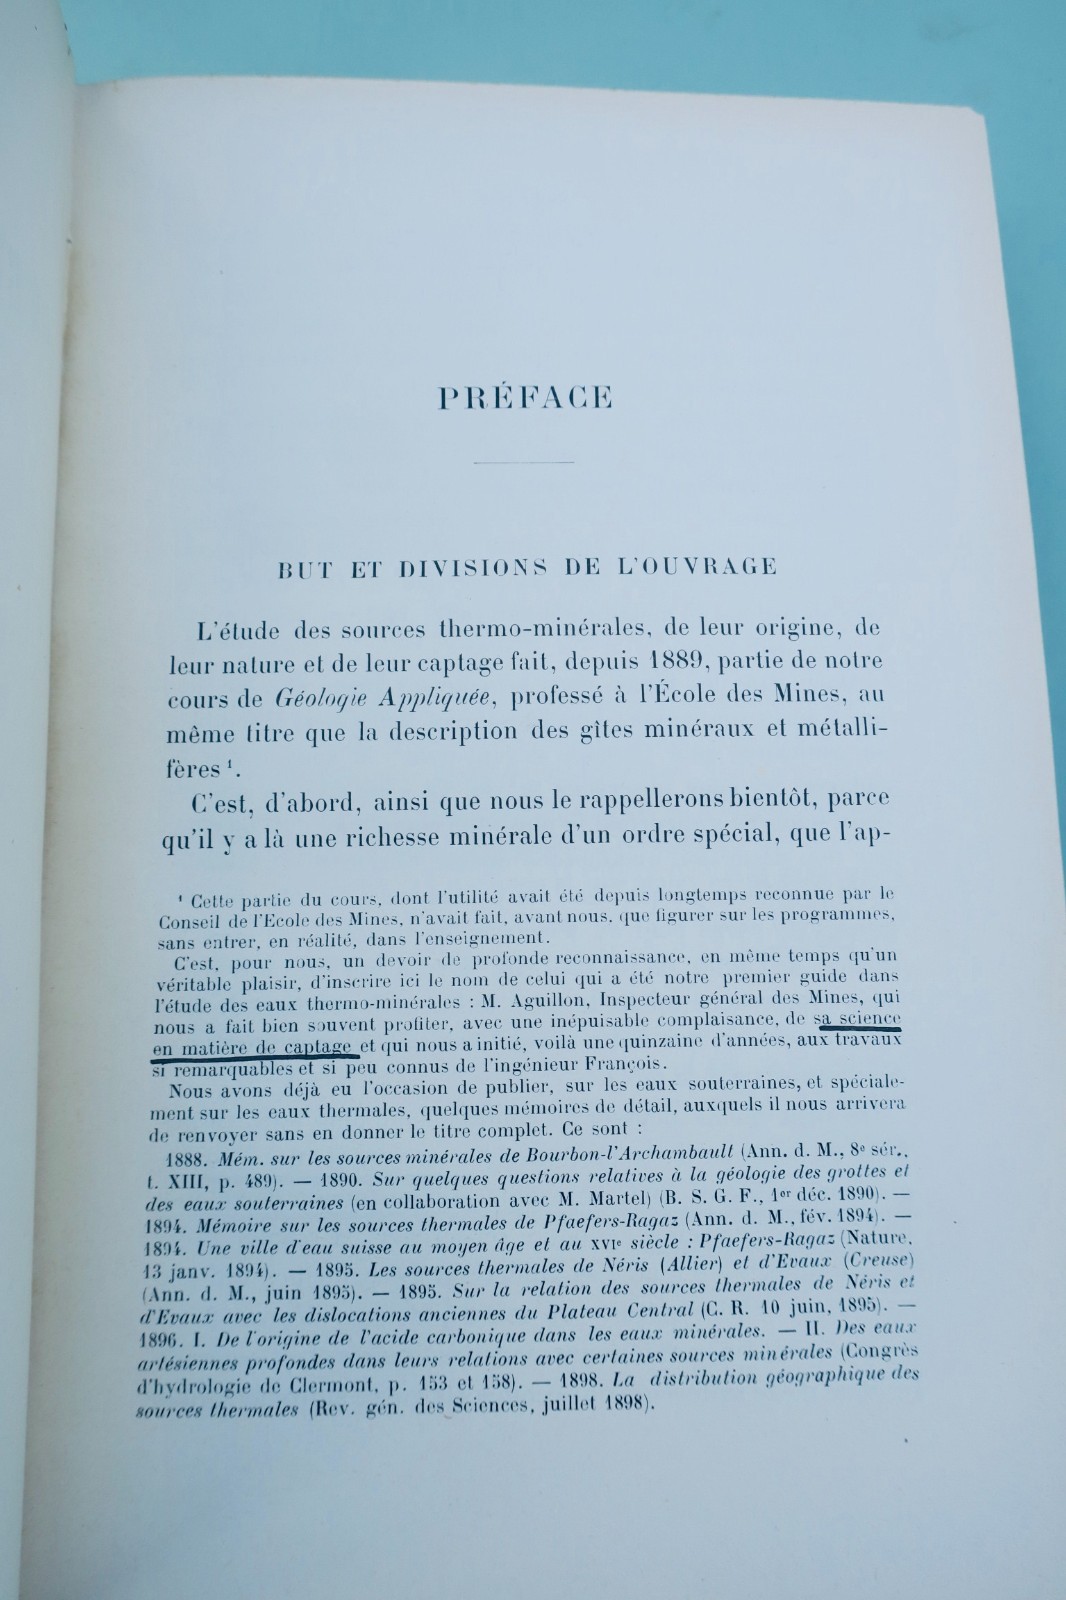 PRÉFACE
BUT ET DIVISIONS DE L'OUVRAGE
L'étude des sources thermo-minérales, de leur origine, de
leur nature et de leur captage fait, depuis 1889, partie de notre
cours de Géologie Appliquée, professé à l'École des Mines, au
même titre que la description des gîtes minéraux et métalli-
fères ¹.
C'est, d'abord, ainsi que nous le rappellerons bientôt, parce
qu'il y a là une richesse minérale d'un ordre spécial, que l'ap-
¹ Cette partie du cours, dont l'utilité avait été depuis longtemps reconnue par le
Conseil de l'Ecole des Mines, n'avait fait, avant nous, que figurer sur les programmes,
sans entrer, en réalité, dans l'enseignement.
C'est, pour nous, un devoir de profonde reconnaissance, en même temps qu'un
véritable plaisir, d'inscrire ici le nom de celui qui a été notre premier guide dans
l'étude des eaux thermo-minérales : M. Aguillon, Inspecteur général des Mines, qui
nous a fait bien souvent profiter, avec une inépuisable complaisance, de sa science
en matière de captage et qui nous a initié, voilà une quinzaine d'années, aux travaux
si remarquables et si peu connus de l'ingénieur François.
Nous avons déjà eu l'occasion de publier, sur les eaux souterraines, et spéciale-
ment sur les eaux thermales, quelques mémoires de détail, auxquels il nous arrivera
de renvoyer sans en donner le titre complet. Ce sont :
1888. Mém. sur les sources minérales de Bourbon-l'Archambault (Ann. d. M., 8e sér.,
t. XIII, p. 489). — 1890. Sur quelques questions relatives à la géologie des grottes et
des eaux souterraines (en collaboration avec M. Martel) (B. S. G. F., 1er déc. 1890). —
1894. Mémoire sur les sources thermales de Pfaefers-Ragaz (Ann. d. M., fév. 1894). —
1894. Une ville d'eau suisse au moyen âge et au XVIe siècle : Pfaefers-Ragaz (Nature,
13 janv. 1894). — 1895. Les sources thermales de Néris (Allier) et d'Evaux (Creuse)
(Ann. d. M., juin 1895). — 1895. Sur la relation des sources thermales de Néris et
d'Evaux avec les dislocations anciennes du Plateau Central (C. R. 10 juin, 1895). —
1896. I. De l'origine de l'acide carbonique dans les eaux minérales. — II. Des eaux
artésiennes profondes dans leurs relations avec certaines sources minérales (Congrès
d'hydrologie de Clermont, p. 153 et 158). — 1898. La distribution géographique des
sources thermales (Rev. gén. des Sciences, juillet 1898).